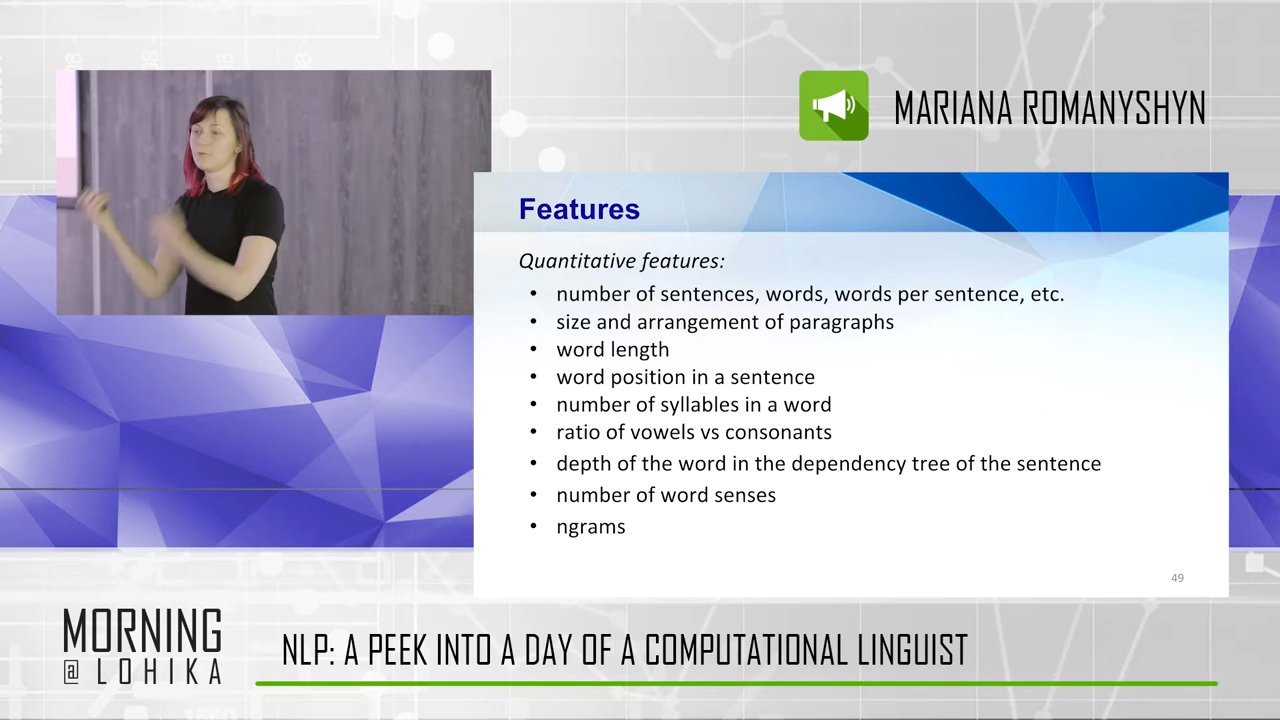 MARIANA ROMANYSHYN
Features
Quantitative features:
• number of sentences, words, words per sentence, etc.
• size and arrangement of paragraphs
• word length
• word position in a sentence
• number of syllables in a word
• ratio of vowels vs consonants
• depth of the word in the dependency tree of the sentence
• number of word senses
• ngrams
49
MORNING
@ LOHIKA
NLP: A PEEK INTO A DAY OF A COMPUTATIONAL LINGUIST